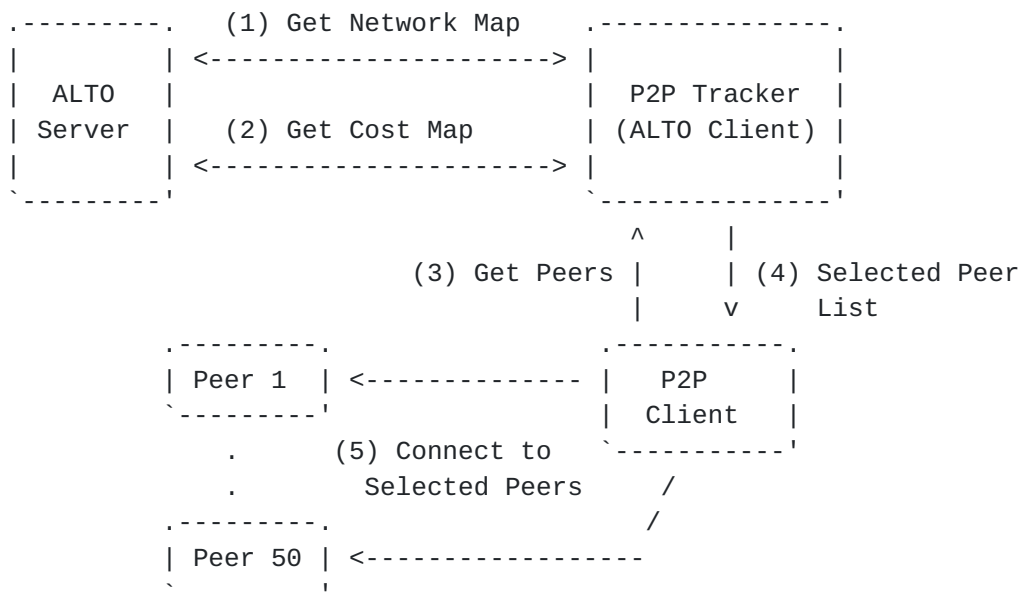 (1) Get Network Map
ALTO P2P Tracker
Server (2) Get Cost Map (ALTO Client)
(3) Get Peers (4) Selected Peer
List
Peer 1 P2P
Client
(5) Connect to
Selected Peers
Peer 50